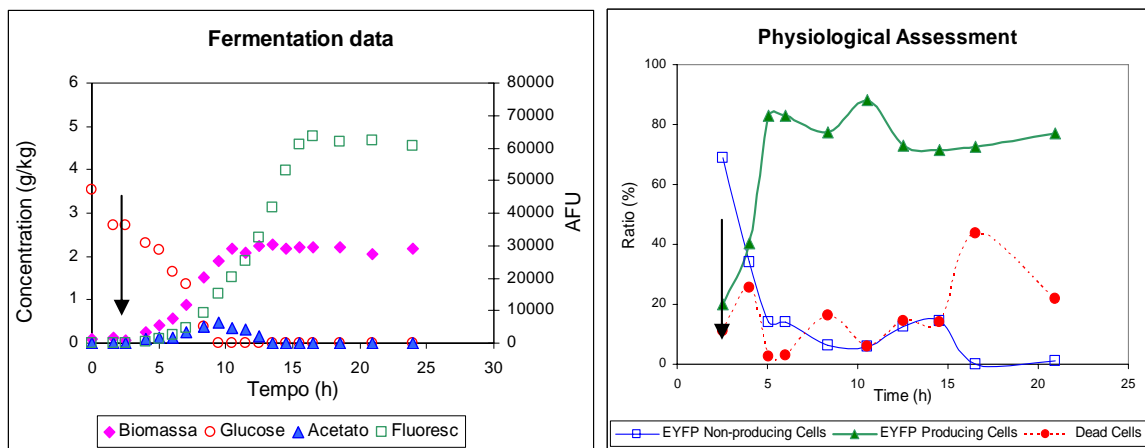 Fermentation data
6
5
4
3
2
1
0
Concentration (g/kg)
80000
70000
60000
50000
40000
30000
20000
10000
0
AFU
0 5 10 15 20 25 30
Tempo (h)
Biomassa Glucose Acetato Fluoresc
Physiological Assessment
100
80
60
40
20
0
Ratio (%)
0 5 10 15 20 25
Time (h)
EYFP Non-producing Cells EYFP Producing Cells Dead Cells